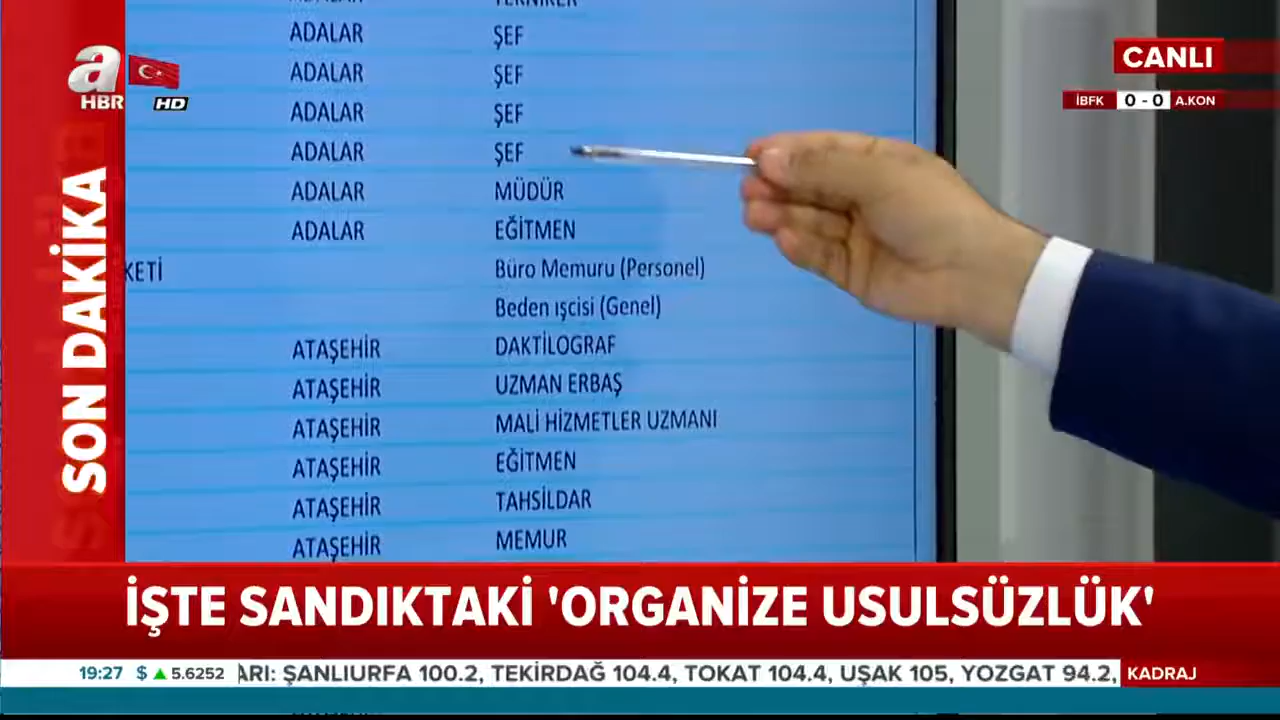 TEKNİKER
ADALAR ŞEF
ADALAR ŞEF
ADALAR ŞEF
ADALAR ŞEF
ADALAR MÜDÜR
ADALAR EĞİTMEN
KETİ Büro Memuru (Personel)
Beden işcisi (Genel)
ATAŞEHİR DAKTİLOGRAF
ATAŞEHİR UZMAN ERBAŞ
ATAŞEHİR MALİ HİZMETLER UZMANI
ATAŞEHİR EĞİTMEN
ATAŞEHİR TAHSİLDAR
ATAŞEHİR MEMUR
a
HBR HD
SON DAKİKA
CANLI
İBFK 0 - 0 A.KON
İŞTE SANDIKTAKİ 'ORGANİZE USULSÜZLÜK'
19:27 $ ▲ 5.6252 ARI: ŞANLIURFA 100.2, TEKİRDAĞ 104.4, TOKAT 104.4, UŞAK 105, YOZGAT 94.2, KADRAJ